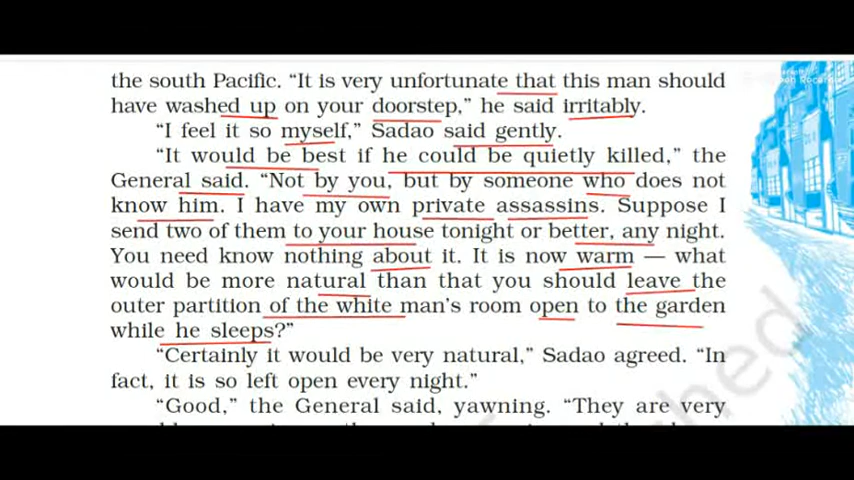 the south Pacific. “It is very unfortunate that this man should
have washed up on your doorstep,” he said irritably.
“I feel it so myself,” Sadao said gently.
“It would be best if he could be quietly killed,” the
General said. “Not by you, but by someone who does not
know him. I have my own private assassins. Suppose I
send two of them to your house tonight or better, any night.
You need know nothing about it. It is now warm — what
would be more natural than that you should leave the
outer partition of the white man’s room open to the garden
while he sleeps?”
“Certainly it would be very natural,” Sadao agreed. “In
fact, it is so left open every night.”
“Good,” the General said, yawning. “They are very